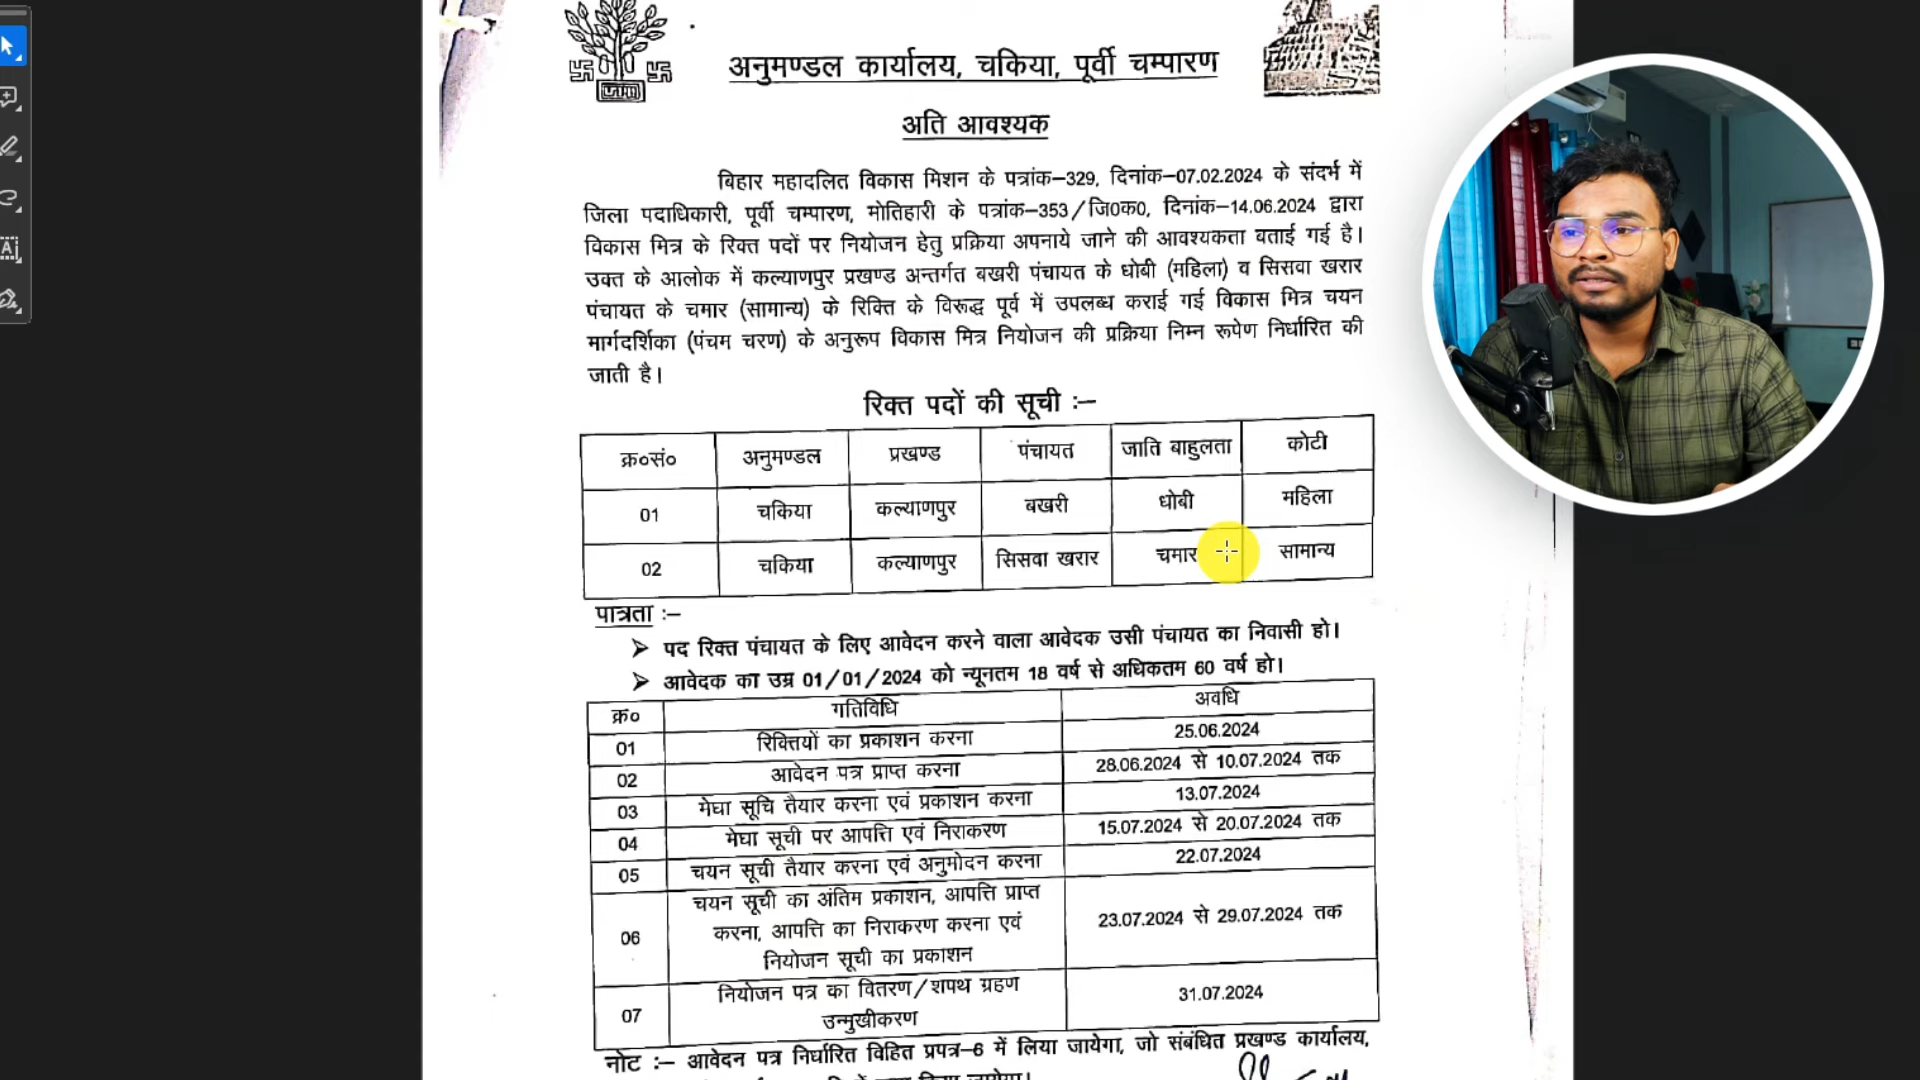 अनुमण्डल कार्यालय, चकिया, पूर्वी चम्पारण
अति आवश्यक
बिहार महादलित विकास मिशन के पत्रांक–329, दिनांक–07.02.2024 के संदर्भ में
जिला पदाधिकारी, पूर्वी चम्पारण, मोतिहारी के पत्रांक–353/जि0क0, दिनांक–14.06.2024 द्वारा
विकास मित्र के रिक्त पदों पर नियोजन हेतु प्रक्रिया अपनाये जाने की आवश्यकता बताई गई है।
उक्त के आलोक में कल्याणपुर प्रखण्ड अन्तर्गत बखरी पंचायत के धोबी (महिला) व सिसवा खरार
पंचायत के चमार (सामान्य) के रिक्ति के विरूद्ध पूर्व में उपलब्ध कराई गई विकास मित्र चयन
मार्गदर्शिका (पंचम चरण) के अनुरूप विकास मित्र नियोजन की प्रक्रिया निम्न रूपेण निर्धारित की
जाती है।
रिक्त पदों की सूची :–
क्र०सं० अनुमण्डल प्रखण्ड पंचायत जाति बाहुलता कोटी
01 चकिया कल्याणपुर बखरी धोबी महिला
02 चकिया कल्याणपुर सिसवा खरार चमार सामान्य
पात्रता :–
➢ पद रिक्त पंचायत के लिए आवेदन करने वाला आवेदक उसी पंचायत का निवासी हो।
➢ आवेदक का उम्र 01/01/2024 को न्यूनतम 18 वर्ष से अधिकतम 60 वर्ष हो।
क्र० गतिविधि अवधि
01 रिक्तियों का प्रकाशन करना 25.06.2024
02 आवेदन पत्र प्राप्त करना 28.06.2024 से 10.07.2024 तक
03 मेघा सूचि तैयार करना एवं प्रकाशन करना 13.07.2024
04 मेघा सूची पर आपत्ति एवं निराकरण 15.07.2024 से 20.07.2024 तक
05 चयन सूची तैयार करना एवं अनुमोदन करना 22.07.2024
06 चयन सूची का अंतिम प्रकाशन, आपत्ति प्राप्त
करना, आपत्ति का निराकरण करना एवं
नियोजन सूची का प्रकाशन
23.07.2024 से 29.07.2024 तक
07 नियोजन पत्र का वितरण/शपथ ग्रहण
उन्मुखीकरण
31.07.2024
नोट :– आवेदन पत्र निर्धारित विहित प्रपत्र–6 में लिया जायेगा, जो संबंधित प्रखण्ड कार्यालय,